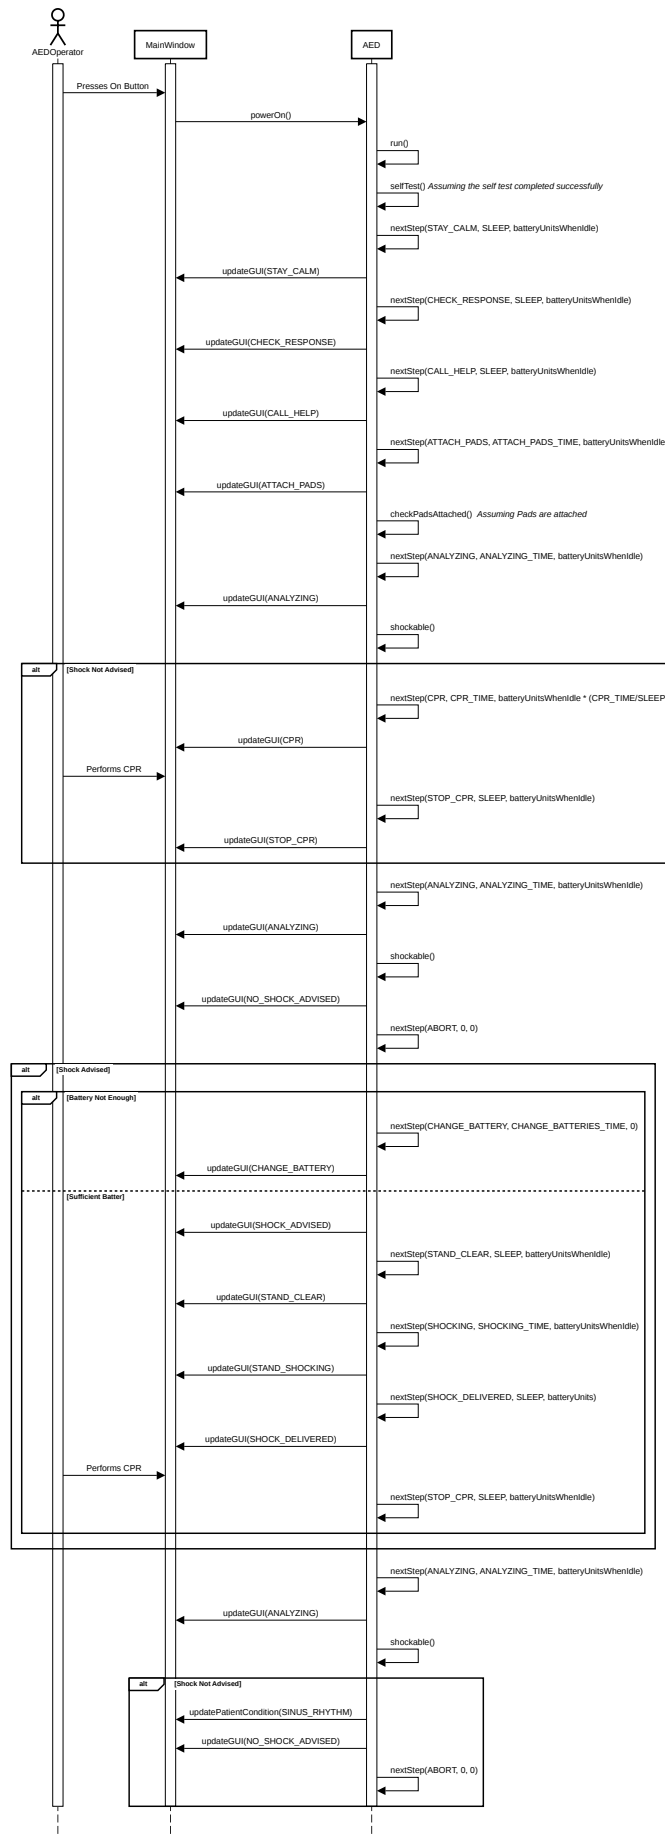 AEDOperator
MainWindow
AED
Presses On Button
powerOn()
run()
selfTest() Assuming the self test completed successfully
nextStep(STAY_CALM, SLEEP, batteryUnitsWhenIdle)
updateGUI(STAY_CALM)
nextStep(CHECK_RESPONSE, SLEEP, batteryUnitsWhenIdle)
updateGUI(CHECK_RESPONSE)
nextStep(CALL_HELP, SLEEP, batteryUnitsWhenIdle)
updateGUI(CALL_HELP)
nextStep(ATTACH_PADS, ATTACH_PADS_TIME, batteryUnitsWhenIdle
updateGUI(ATTACH_PADS)
checkPadsAttached() Assuming Pads are attached
nextStep(ANALYZING, ANALYZING_TIME, batteryUnitsWhenIdle)
updateGUI(ANALYZING)
shockable()
alt [Shock Not Advised]
nextStep(CPR, CPR_TIME, batteryUnitsWhenIdle * (CPR_TIME/SLEEP
updateGUI(CPR)
Performs CPR
nextStep(STOP_CPR, SLEEP, batteryUnitsWhenIdle)
updateGUI(STOP_CPR)
nextStep(ANALYZING, ANALYZING_TIME, batteryUnitsWhenIdle)
updateGUI(ANALYZING)
shockable()
updateGUI(NO_SHOCK_ADVISED)
nextStep(ABORT, 0, 0)
alt [Shock Advised]
alt [Battery Not Enough]
nextStep(CHANGE_BATTERY, CHANGE_BATTERIES_TIME, 0)
updateGUI(CHANGE_BATTERY)
[Sufficient Batter]
updateGUI(SHOCK_ADVISED)
nextStep(STAND_CLEAR, SLEEP, batteryUnitsWhenIdle)
updateGUI(STAND_CLEAR)
nextStep(SHOCKING, SHOCKING_TIME, batteryUnitsWhenIdle)
updateGUI(STAND_SHOCKING)
nextStep(SHOCK_DELIVERED, SLEEP, batteryUnits)
updateGUI(SHOCK_DELIVERED)
Performs CPR
nextStep(STOP_CPR, SLEEP, batteryUnitsWhenIdle)
nextStep(ANALYZING, ANALYZING_TIME, batteryUnitsWhenIdle)
updateGUI(ANALYZING)
shockable()
alt [Shock Not Advised]
updatePatientCondition(SINUS_RHYTHM)
updateGUI(NO_SHOCK_ADVISED)
nextStep(ABORT, 0, 0)